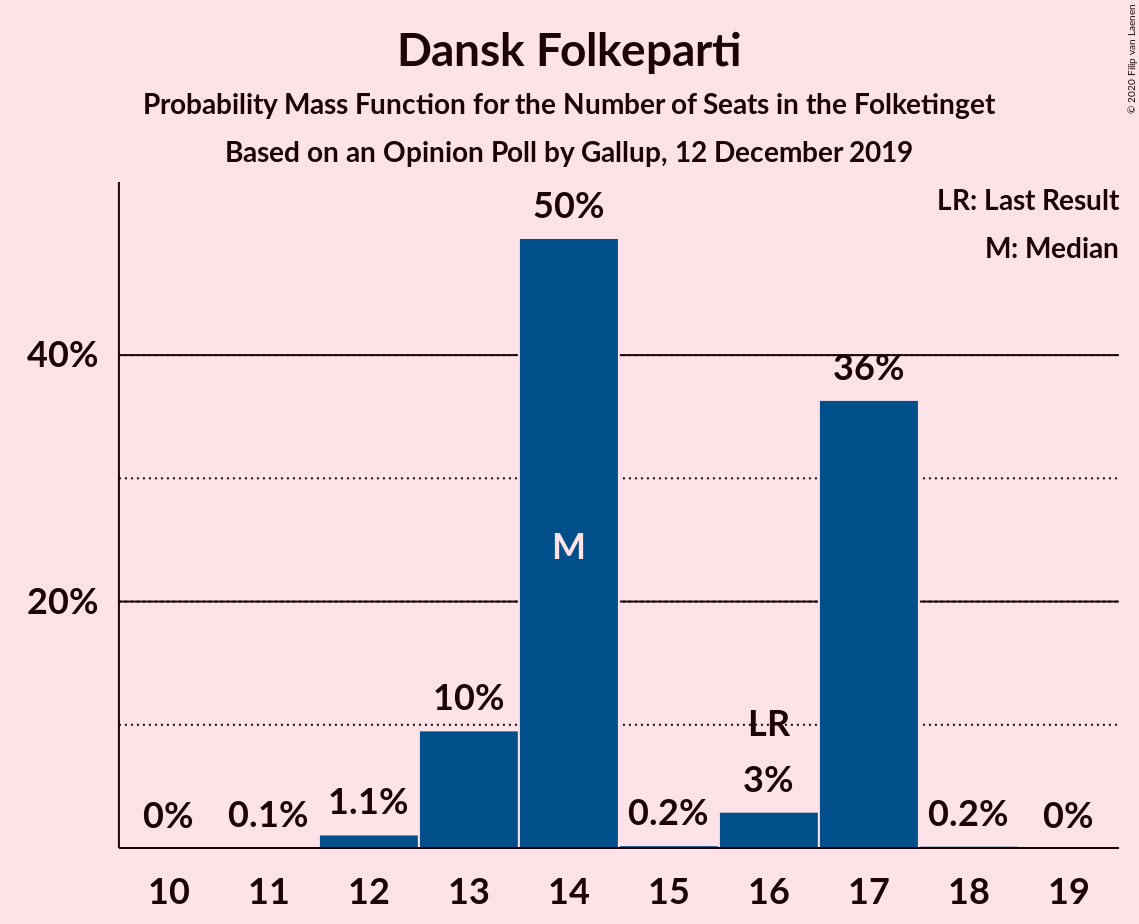 Dansk Folkeparti
Probability Mass Function for the Number of Seats in the Folketinget
Based on an Opinion Poll by Gallup, 12 December 2019
© 2020 Filip van Laenen
LR: Last Result
M: Median
50%
40%
36%
M
20%
10%
LR
3%
1.1%
0%
0.1%
0.2%
0.2%
0%
10 11 12 13 14 15 16 17 18 19